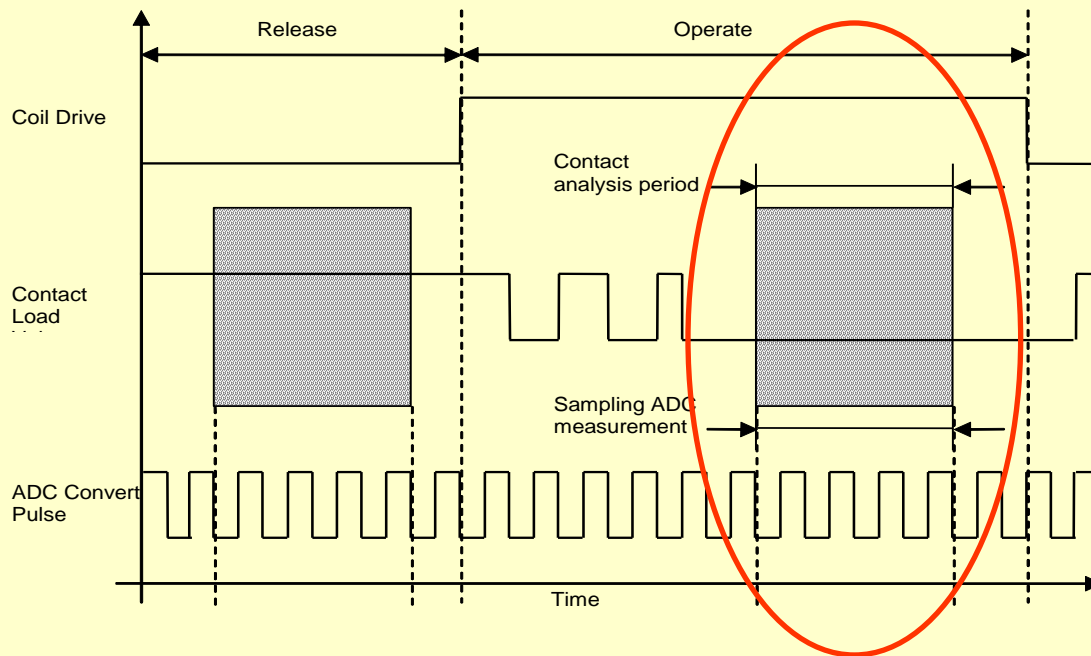 Release
Operate
Coil Drive
Contact
analysis period
Contact
Load
Sampling ADC
measurement
ADC Convert
Pulse
Time